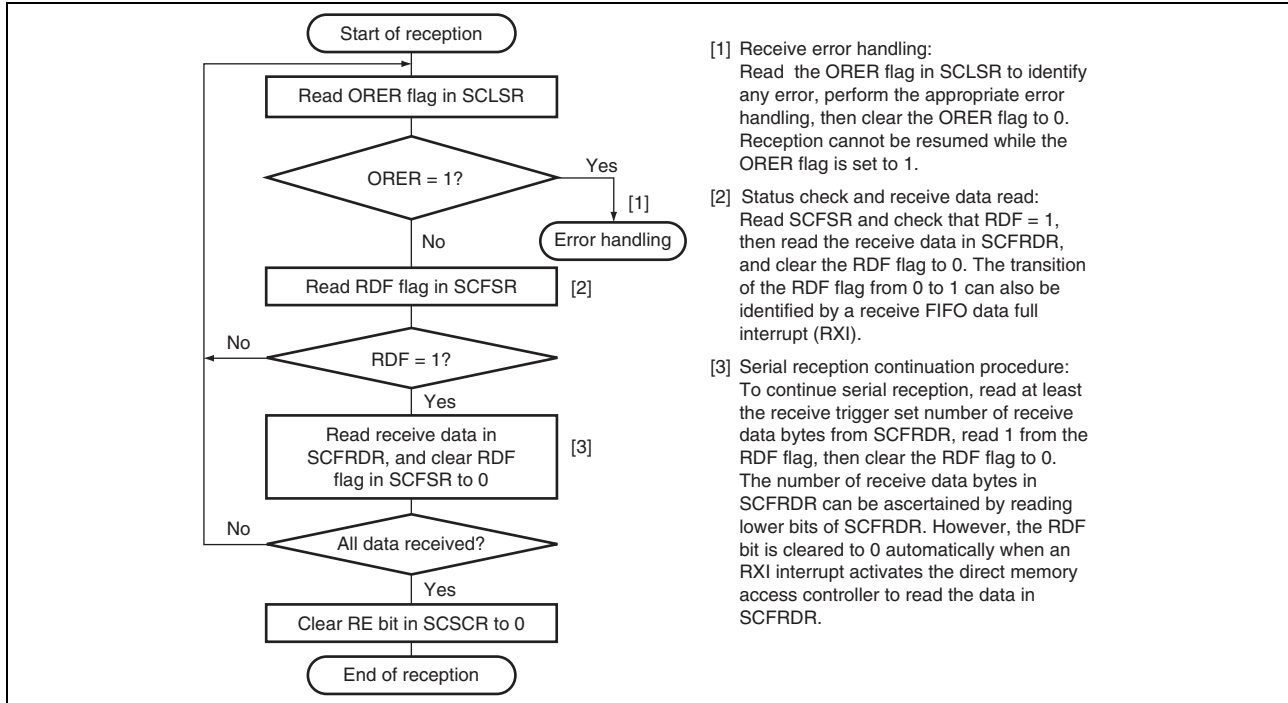 Start of reception
Read ORER flag in SCLSR
ORER = 1?
Yes
[1]
Error handling
No
Read RDF flag in SCFSR
[2]
No
RDF = 1?
Yes
Read receive data in
SCFRDR, and clear RDF
flag in SCFSR to 0
[3]
No
All data received?
Yes
Clear RE bit in SCSCR to 0
End of reception
[1] Receive error handling:
Read the ORER flag in SCLSR to identify
any error, perform the appropriate error
handling, then clear the ORER flag to 0.
Reception cannot be resumed while the
ORER flag is set to 1.
[2] Status check and receive data read:
Read SCFSR and check that RDF = 1,
then read the receive data in SCFRDR,
and clear the RDF flag to 0. The transition
of the RDF flag from 0 to 1 can also be
identified by a receive FIFO data full
interrupt (RXI).
[3] Serial reception continuation procedure:
To continue serial reception, read at least
the receive trigger set number of receive
data bytes from SCFRDR, read 1 from the
RDF flag, then clear the RDF flag to 0.
The number of receive data bytes in
SCFRDR can be ascertained by reading
lower bits of SCFRDR. However, the RDF
bit is cleared to 0 automatically when an
RXI interrupt activates the direct memory
access controller to read the data in
SCFRDR.